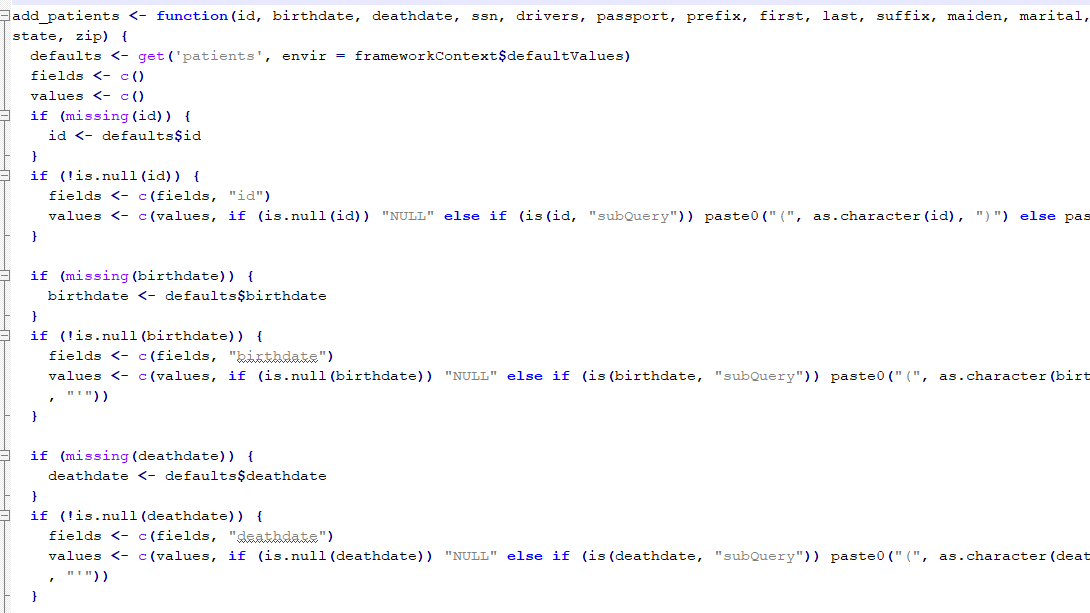 add_patients <- function(id, birthdate, deathdate, ssn, drivers, passport, prefix, first, last, suffix, maiden, marital,
state, zip) {
defaults <- get('patients', envir = frameworkContext$defaultValues)
fields <- c()
values <- c()
if (missing(id)) {
id <- defaults$id
}
if (!is.null(id)) {
fields <- c(fields, "id")
values <- c(values, if (is.null(id)) "NULL" else if (is(id, "subQuery")) paste0("(", as.character(id), ")") else pas
}
if (missing(birthdate)) {
birthdate <- defaults$birthdate
}
if (!is.null(birthdate)) {
fields <- c(fields, "birthdate")
values <- c(values, if (is.null(birthdate)) "NULL" else if (is(birthdate, "subQuery")) paste0("(", as.character(birt
, "'"))
}
if (missing(deathdate)) {
deathdate <- defaults$deathdate
}
if (!is.null(deathdate)) {
fields <- c(fields, "deathdate")
values <- c(values, if (is.null(deathdate)) "NULL" else if (is(deathdate, "subQuery")) paste0("(", as.character(deat
, "'"))
}